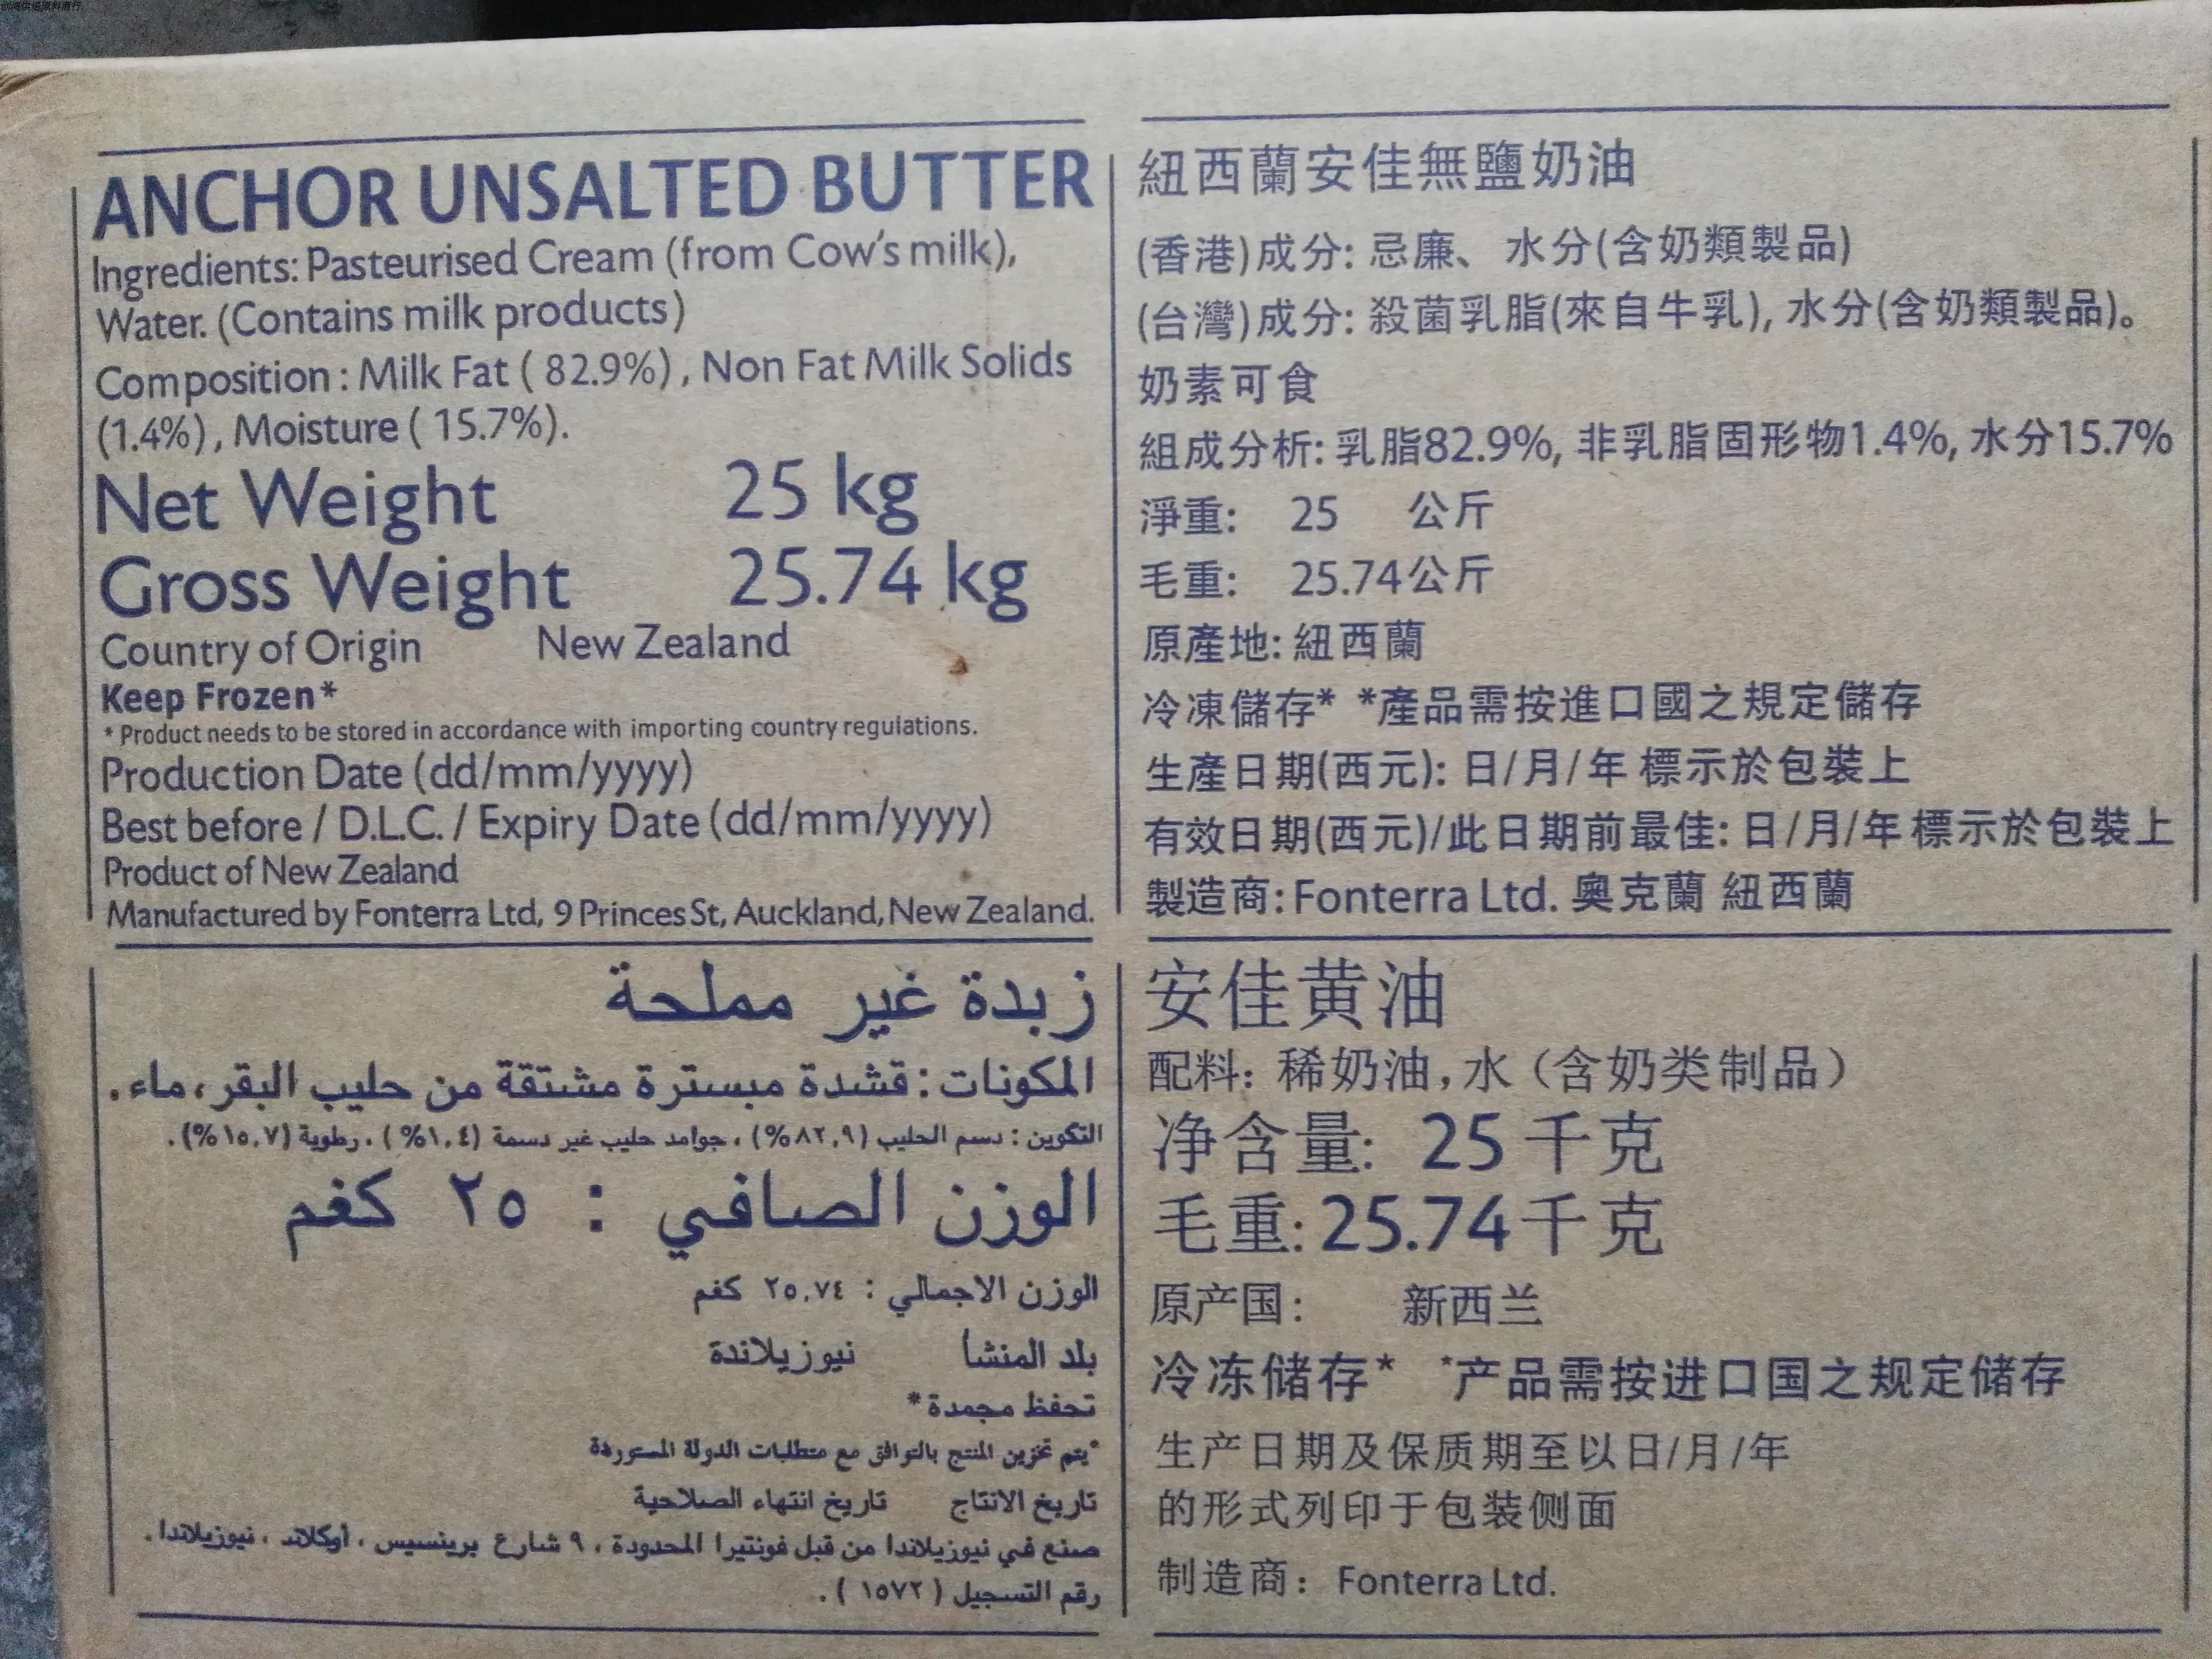 创鸿烘焙原料商行
ANCHOR UNSALTED BUTTER
Ingredients: Pasteurised Cream (from Cow's milk),
Water. (Contains milk products)
Composition : Milk Fat ( 82.9%) , Non Fat Milk Solids
(1.4%) , Moisture ( 15.7%).
Net Weight 25 kg
Gross Weight 25.74 kg
Country of Origin New Zealand
Keep Frozen*
* Product needs to be stored in accordance with importing country regulations.
Production Date (dd/mm/yyyy)
Best before / D.L.C. / Expiry Date (dd/mm/yyyy)
Product of New Zealand
Manufactured by Fonterra Ltd, 9 Princes St, Auckland, New Zealand.
紐西蘭安佳無鹽奶油
(香港)成分: 忌廉、水分(含奶類製品)
(台灣)成分: 殺菌乳脂(來自牛乳), 水分(含奶類製品)。
奶素可食
組成分析: 乳脂82.9%, 非乳脂固形物1.4%, 水分15.7%
淨重: 25 公斤
毛重: 25.74公斤
原產地: 紐西蘭
冷凍儲存* *產品需按進口國之規定儲存
生產日期(西元): 日/月/年 標示於包裝上
有效日期(西元)/此日期前最佳: 日/月/年 標示於包裝上
製造商: Fonterra Ltd. 奧克蘭 紐西蘭
زبدة غير مملحة
المكونات : قشدة مبسترة مشتقة من حليب البقر، ماء.
التكوين : دسم الحليب (٨٢,٩%) ، جوامد حليب غير دسمة (١,٤%) ، رطوبة (١٥,٧%).
الوزن الصافي : ٢٥ كغم
الوزن الاجمالي : ٢٥,٧٤ كغم
بلد المنشأ نيوزيلاندة
تحفظ مجمدة*
*يتم تخزين المنتج بالتوافق مع متطلبات الدولة المستوردة
تاريخ الانتاج تاريخ انتهاء الصلاحية
صنع في نيوزيلاندا من قبل فونتيرا المحدودة ، ٩ شارع برينسيس ، أوكلاند ، نيوزيلاندا.
رقم التسجيل ( ١٥٧٢ ) .
安佳黄油
配料: 稀奶油, 水 (含奶类制品)
净含量: 25 千克
毛重: 25.74 千克
原产国: 新西兰
冷冻储存* *产品需按进口国之规定储存
生产日期及保质期至以日/月/年
的形式列印于包装侧面
制造商: Fonterra Ltd.